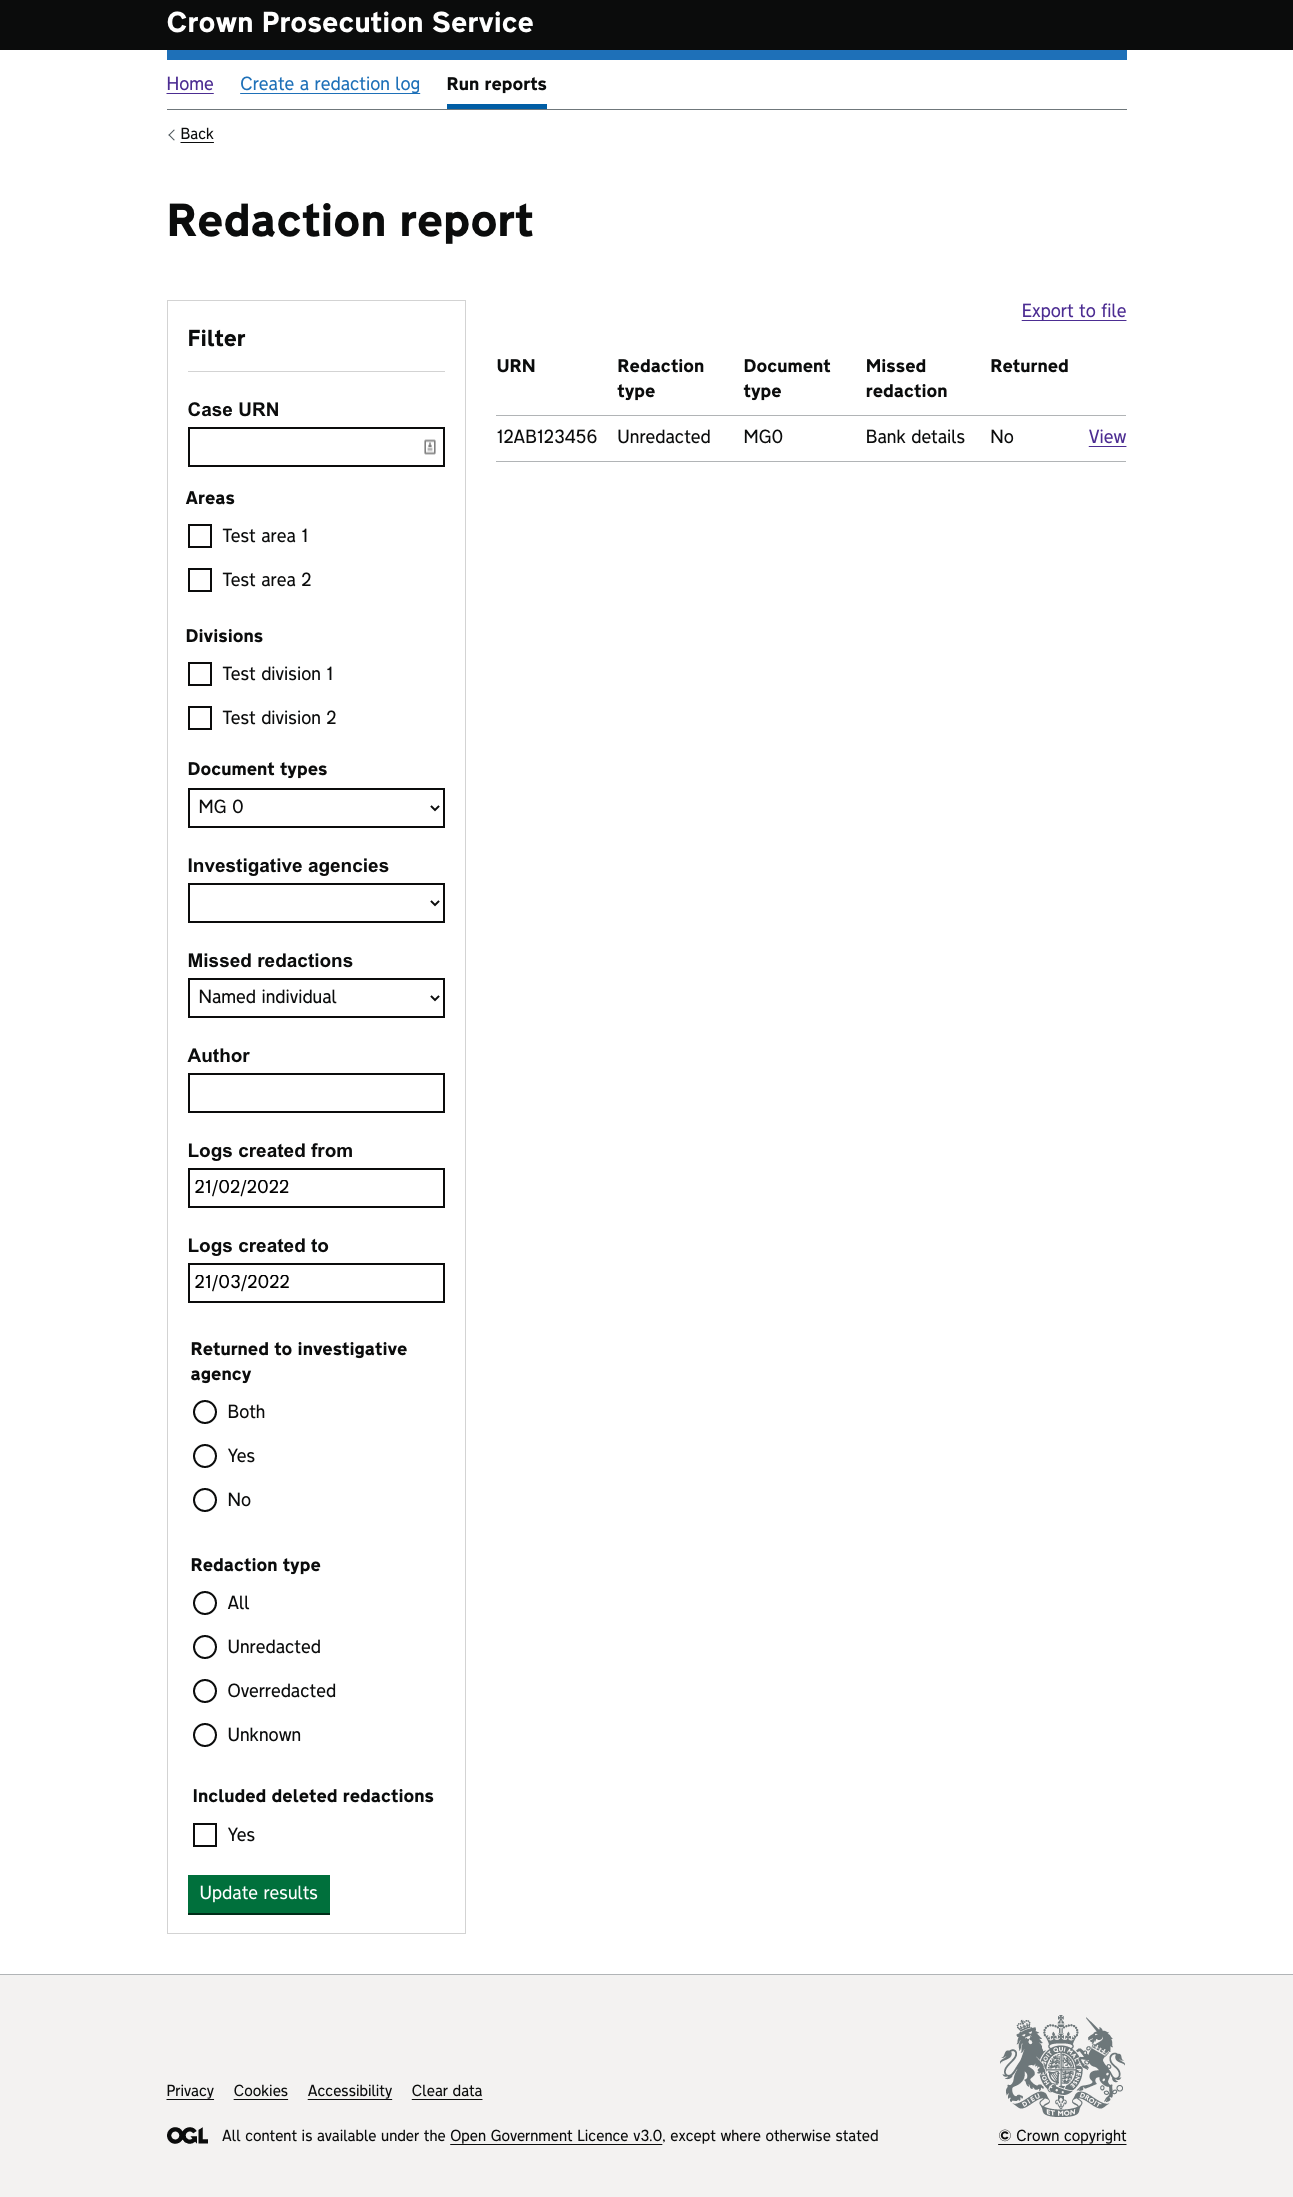 Crown Prosecution Service
Home Create a redaction log Run reports
Back
Redaction report
Filter
Case URN
Areas
Test area 1
Test area 2
Divisions
Test division 1
Test division 2
Document types
MG 0
Investigative agencies
Missed redactions
Named individual
Author
Logs created from
21/02/2022
Logs created to
21/03/2022
Returned to investigative
agency
Both
Yes
No
Redaction type
All
Unredacted
Overredacted
Unknown
Included deleted redactions
Yes
Update results
Export to file
URN Redaction type Document type Missed redaction Returned
12AB123456 Unredacted MG0 Bank details No View
Privacy Cookies Accessibility Clear data
OGL All content is available under the Open Government Licence v3.0, except where otherwise stated
DIEU ET MON DROIT
© Crown copyright